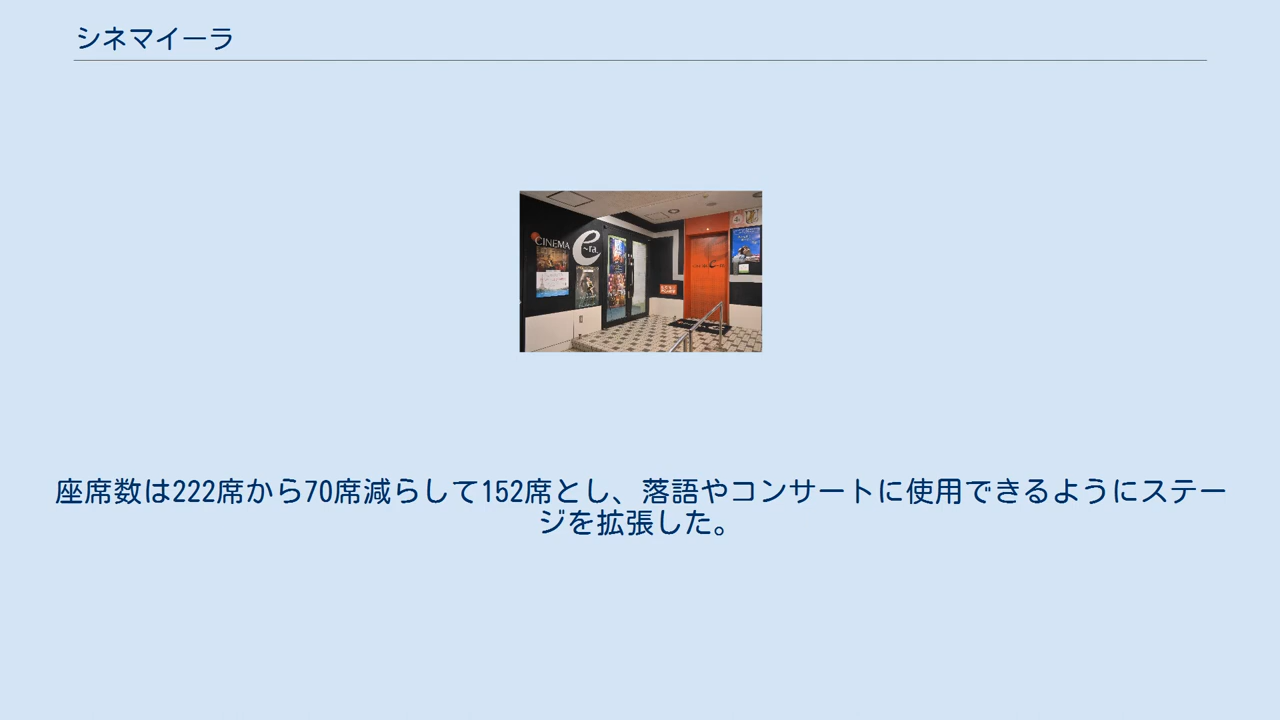 シネマイーラ
CINEMA
e
~ra
座席数は222席から70席減らして152席とし、落語やコンサートに使用できるようにステー
ジを拡張した。